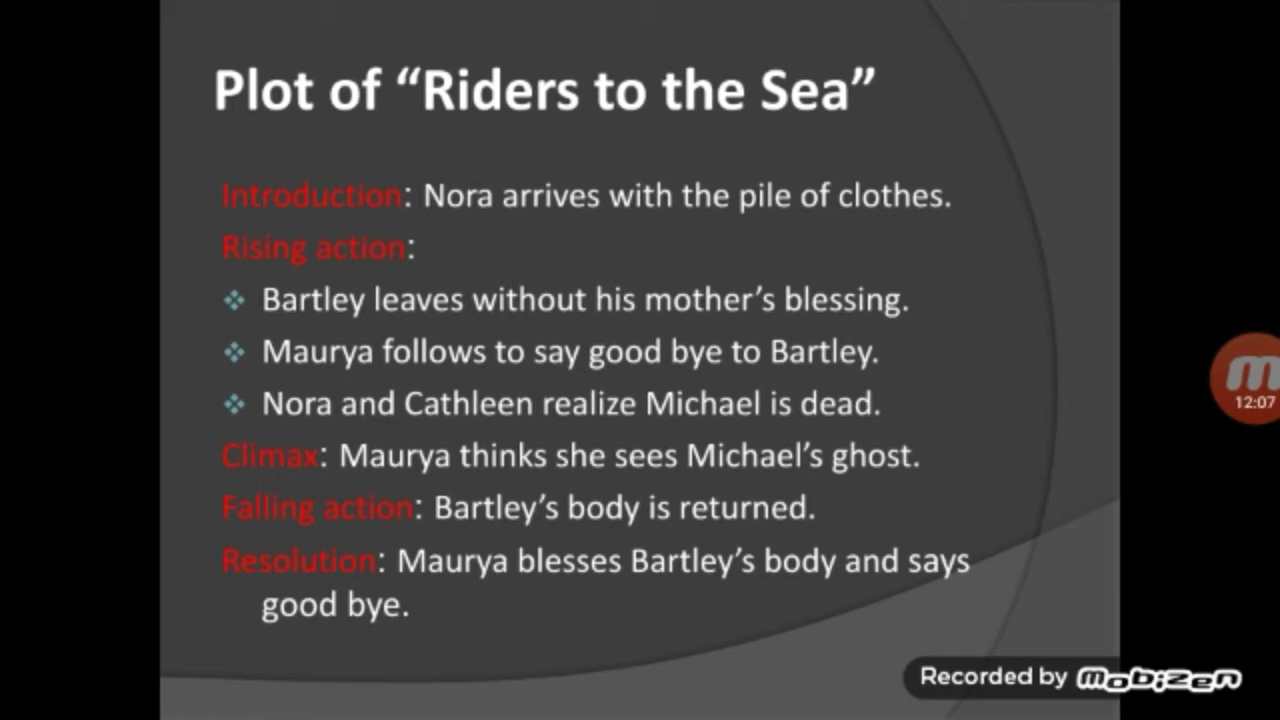 Plot of “Riders to the Sea”
Introduction: Nora arrives with the pile of clothes.
Rising action:
Bartley leaves without his mother’s blessing.
Maurya follows to say good bye to Bartley.
Nora and Cathleen realize Michael is dead.
Climax: Maurya thinks she sees Michael’s ghost.
Falling action: Bartley’s body is returned.
Resolution: Maurya blesses Bartley’s body and says
good bye.
m
12:07
Recorded by mobizen